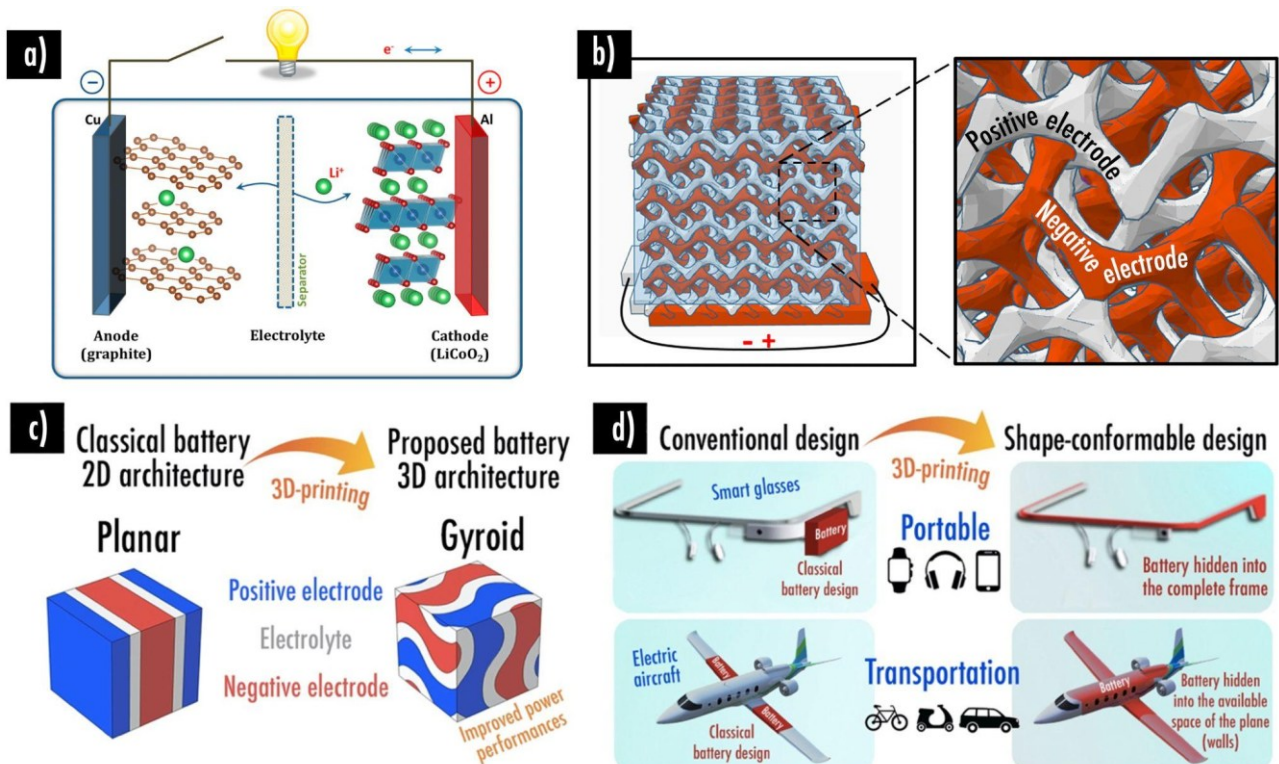 a)
e-
−
+
Cu
Al
Li+
Separator
Anode
(graphite)
Electrolyte
Cathode
(LiCoO₂)
b)
- +
Positive electrode
Negative electrode
c)
Classical battery
2D architecture
3D-printing
Proposed battery
3D architecture
Planar
Gyroid
Positive electrode
Electrolyte
Negative electrode
Improved power
performances
d)
Conventional design
3D-printing
Shape-conformable design
Smart glasses
Battery
Classical
battery design
Portable
Battery hidden into
the complete frame
Electric
aircraft
Battery
Battery
Classical
battery design
Transportation
Battery
Battery hidden
into the available
space of the plane
(walls)